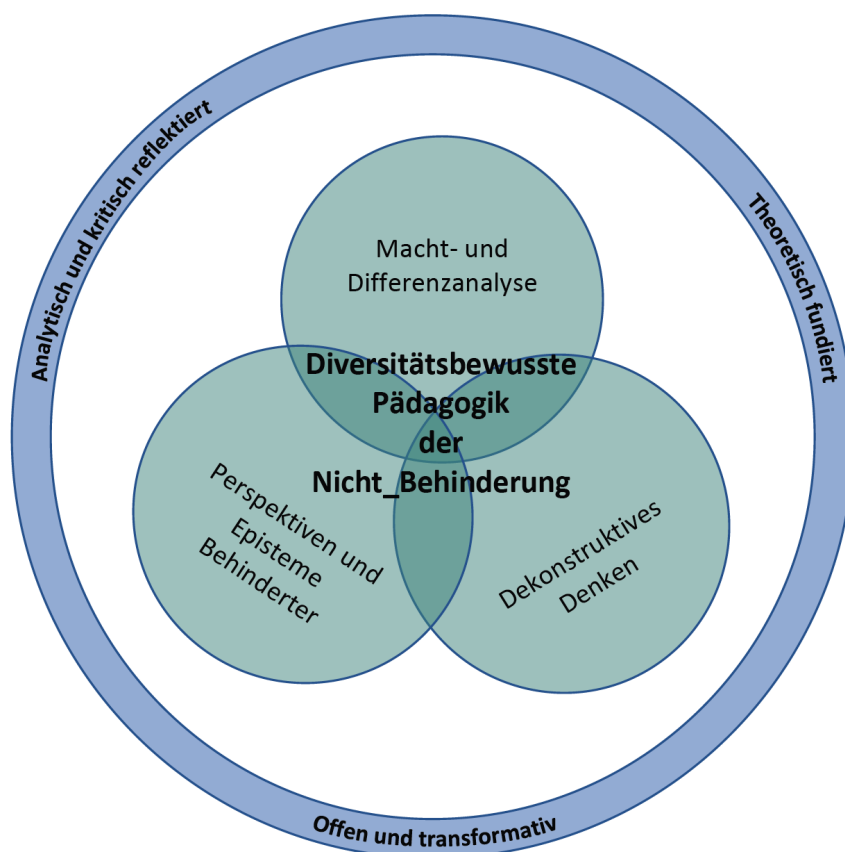 Analytisch und kritisch reflektiert
Theoretisch fundiert
Macht- und
Differenzanalyse
Diversitätsbewusste
Pädagogik
der
Nicht_Behinderung
Perspektiven und
Episteme
Behinderter
Dekonstruktives
Denken
Offen und transformativ